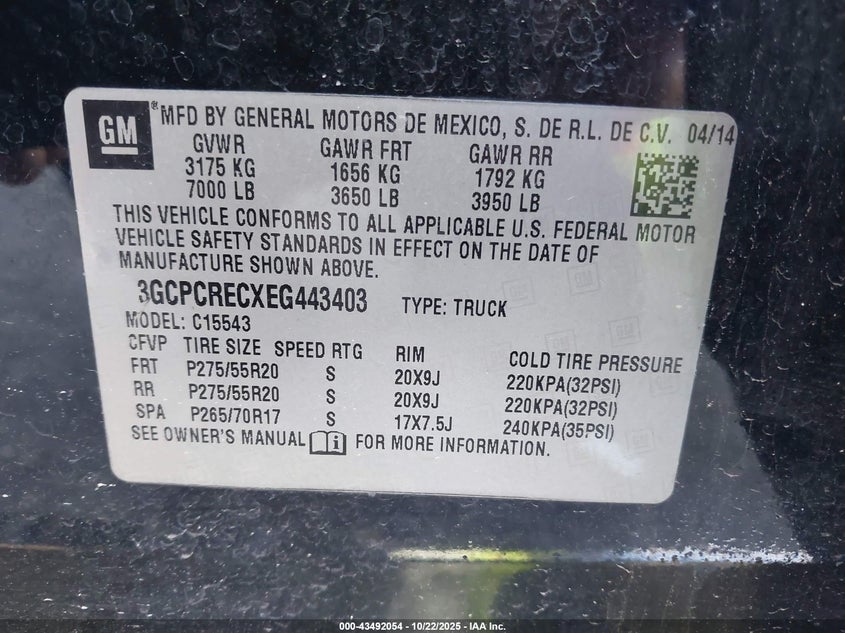 GM ® MFD BY GENERAL MOTORS DE MEXICO, S. DE R.L. DE C.V. 04/14
GVWR GAWR FRT GAWR RR
3175 KG 1656 KG 1792 KG
7000 LB 3650 LB 3950 LB
THIS VEHICLE CONFORMS TO ALL APPLICABLE U.S. FEDERAL MOTOR
VEHICLE SAFETY STANDARDS IN EFFECT ON THE DATE OF
MANUFACTURE SHOWN ABOVE.
3GCPCRECXEG443403 TYPE: TRUCK
MODEL: C15543
CFVP TIRE SIZE SPEED RTG RIM COLD TIRE PRESSURE
FRT P275/55R20 S 20X9J 220KPA(32PSI)
RR P275/55R20 S 20X9J 220KPA(32PSI)
SPA P265/70R17 S 17X7.5J 240KPA(35PSI)
SEE OWNER'S MANUAL FOR MORE INFORMATION.
000-43492054 - 10/22/2025 - IAA Inc.